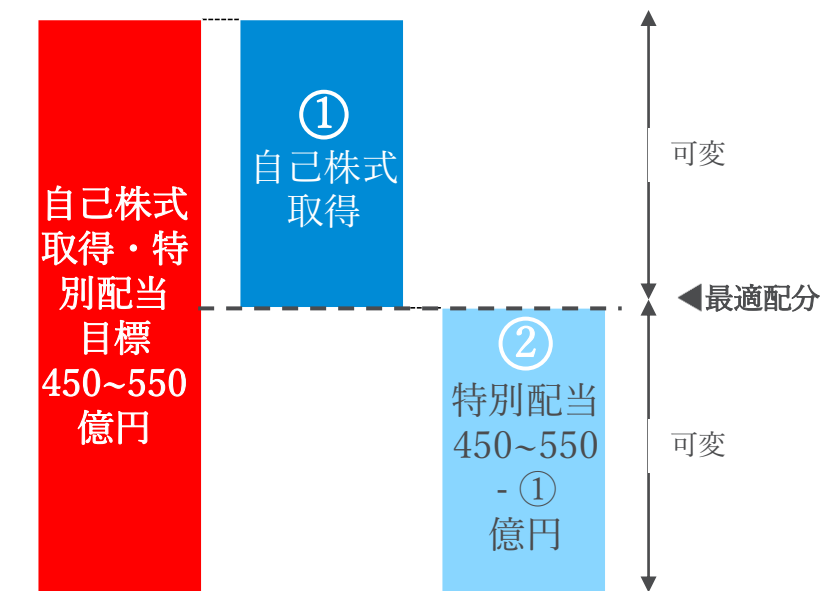 自己株式
取得・特
別配当
目標
450~550
億円
①
自己株式
取得
②
特別配当
450~550
- ①
億円
可変
◀最適配分
可変